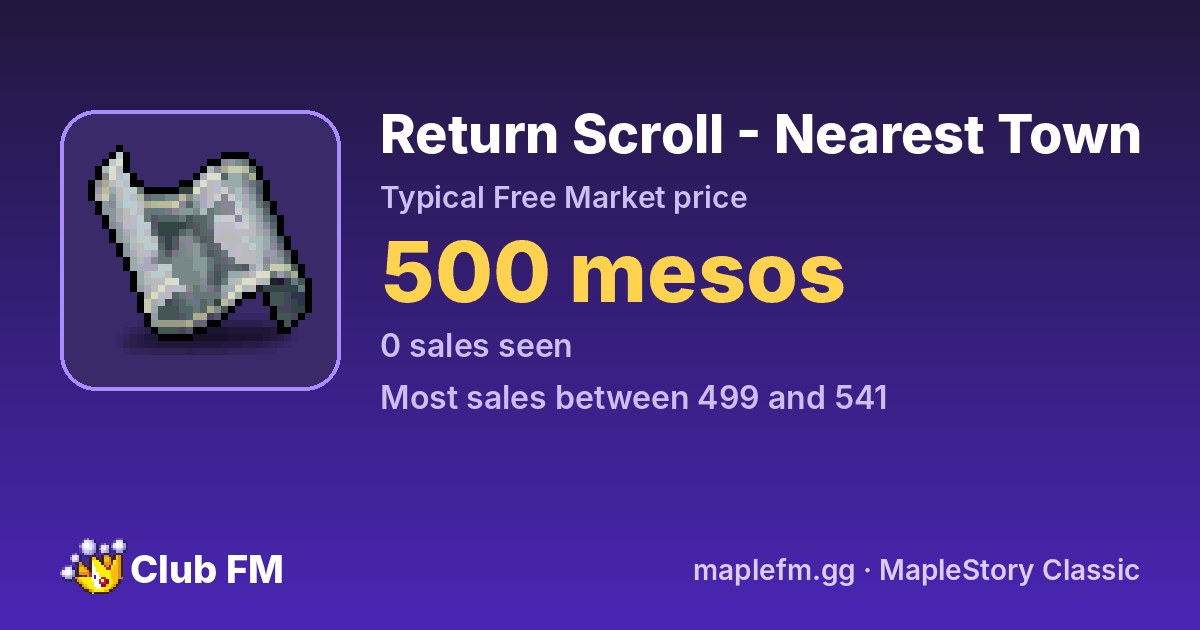 Return Scroll - Nearest Town
Typical Free Market price
500 mesos
0 sales seen
Most sales between 499 and 541
Club FM
maplefm.gg · MapleStory Classic